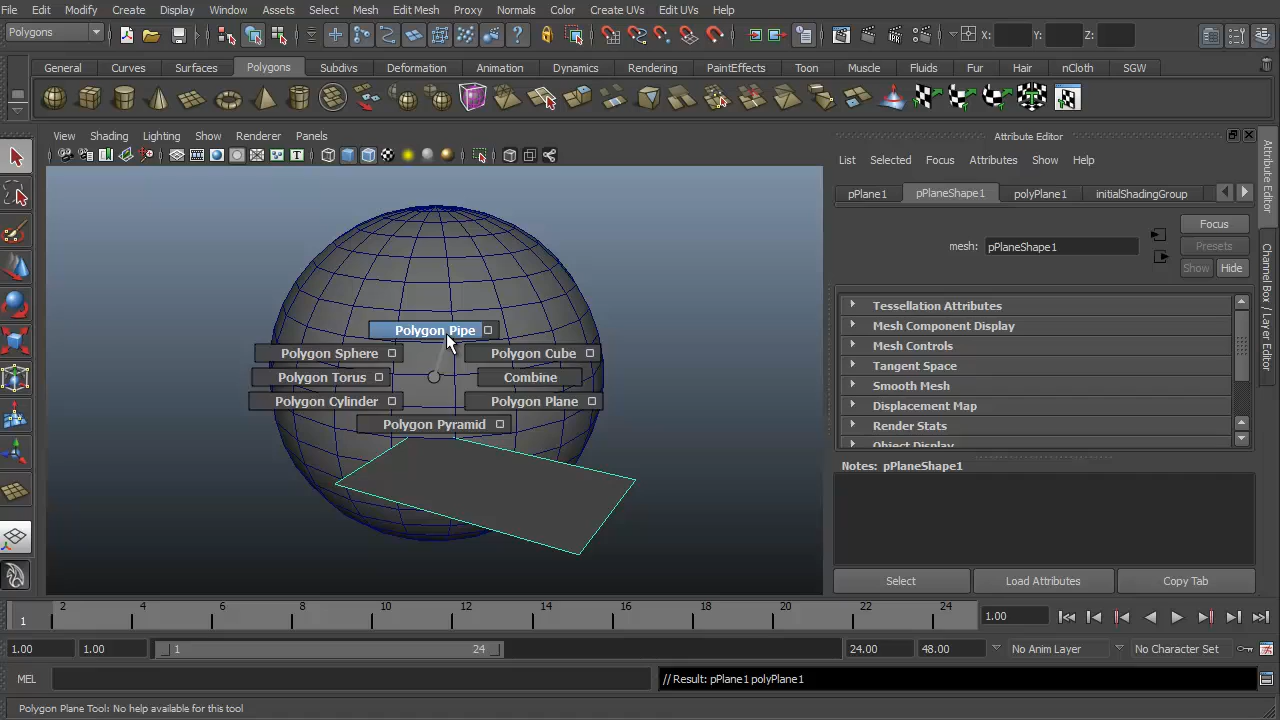 File Edit Modify Create Display Window Assets Select Mesh Edit Mesh Proxy Normals Color Create UVs Edit UVs Help
Polygons X: Y: Z:
General Curves Surfaces Polygons Subdivs Deformation Animation Dynamics Rendering PaintEffects Toon Muscle Fluids Fur Hair nCloth SGW
View Shading Lighting Show Renderer Panels
Attribute Editor
List Selected Focus Attributes Show Help
pPlane1 pPlaneShape1 polyPlane1 initialShadingGroup
Focus
mesh: pPlaneShape1 Presets
Show Hide
Tessellation Attributes
Mesh Component Display
Mesh Controls
Tangent Space
Smooth Mesh
Displacement Map
Render Stats
Object Display
Notes: pPlaneShape1
Select Load Attributes Copy Tab
Attribute Editor
Channel Box / Layer Editor
Polygon Pipe
Polygon Sphere Polygon Cube
Polygon Torus Combine
Polygon Cylinder Polygon Plane
Polygon Pyramid
1 2 4 6 8 10 12 14 16 18 20 22 24 1.00
1.00 1.00 1 24 24.00 48.00 No Anim Layer No Character Set
MEL // Result: pPlane1 polyPlane1
Polygon Plane Tool: No help available for this tool